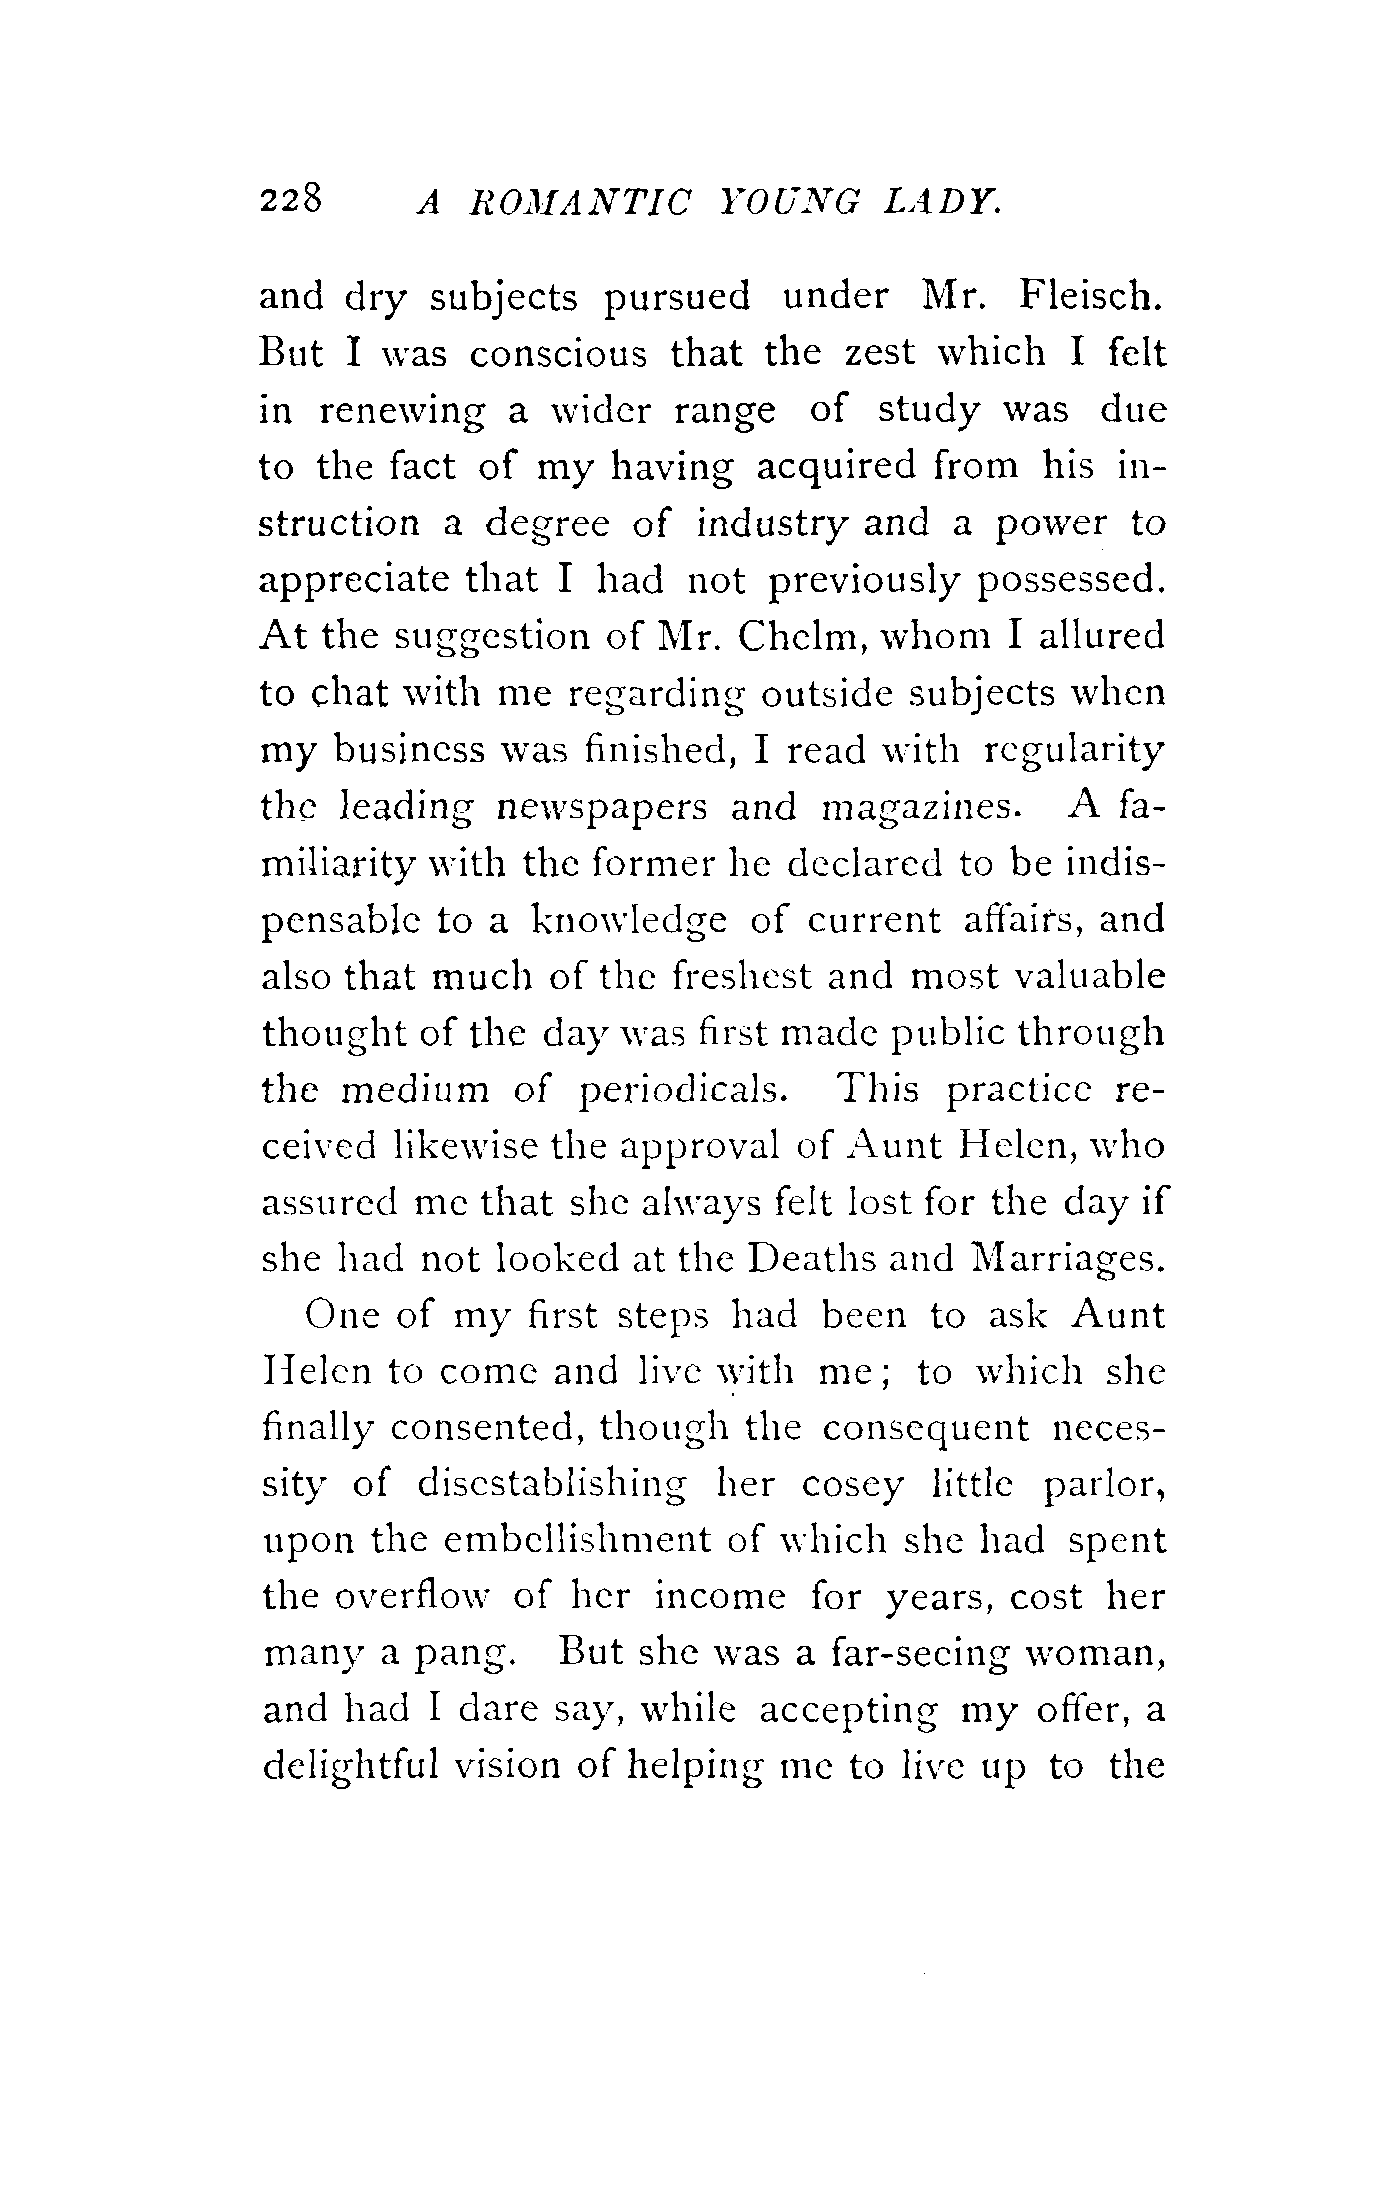 228 A ROMANTIC YOUNG LADY.
and dry subjects pursued under Mr. Fleisch.
But I was conscious that the zest which I felt
in renewing a wider range of study was due
to the fact of my having acquired from his in-
struction a degree of industry and a power to
appreciate that I had not previously possessed.
At the suggestion of Mr. Chelm, whom I allured
to chat with me regarding outside subjects when
my business was finished, I read with regularity
the leading newspapers and magazines. A fa-
miliarity with the former he declared to be indis-
pensable to a knowledge of current affairs, and
also that much of the freshest and most valuable
thought of the day was first made public through
the medium of periodicals. This practice re-
ceived likewise the approval of Aunt Helen, who
assured me that she always felt lost for the day if
she had not looked at the Deaths and Marriages.
One of my first steps had been to ask Aunt
Helen to come and live with me; to which she
finally consented, though the consequent neces-
sity of disestablishing her cosey little parlor,
upon the embellishment of which she had spent
the overflow of her income for years, cost her
many a pang. But she was a far-seeing woman,
and had I dare say, while accepting my offer, a
delightful vision of helping me to live up to the